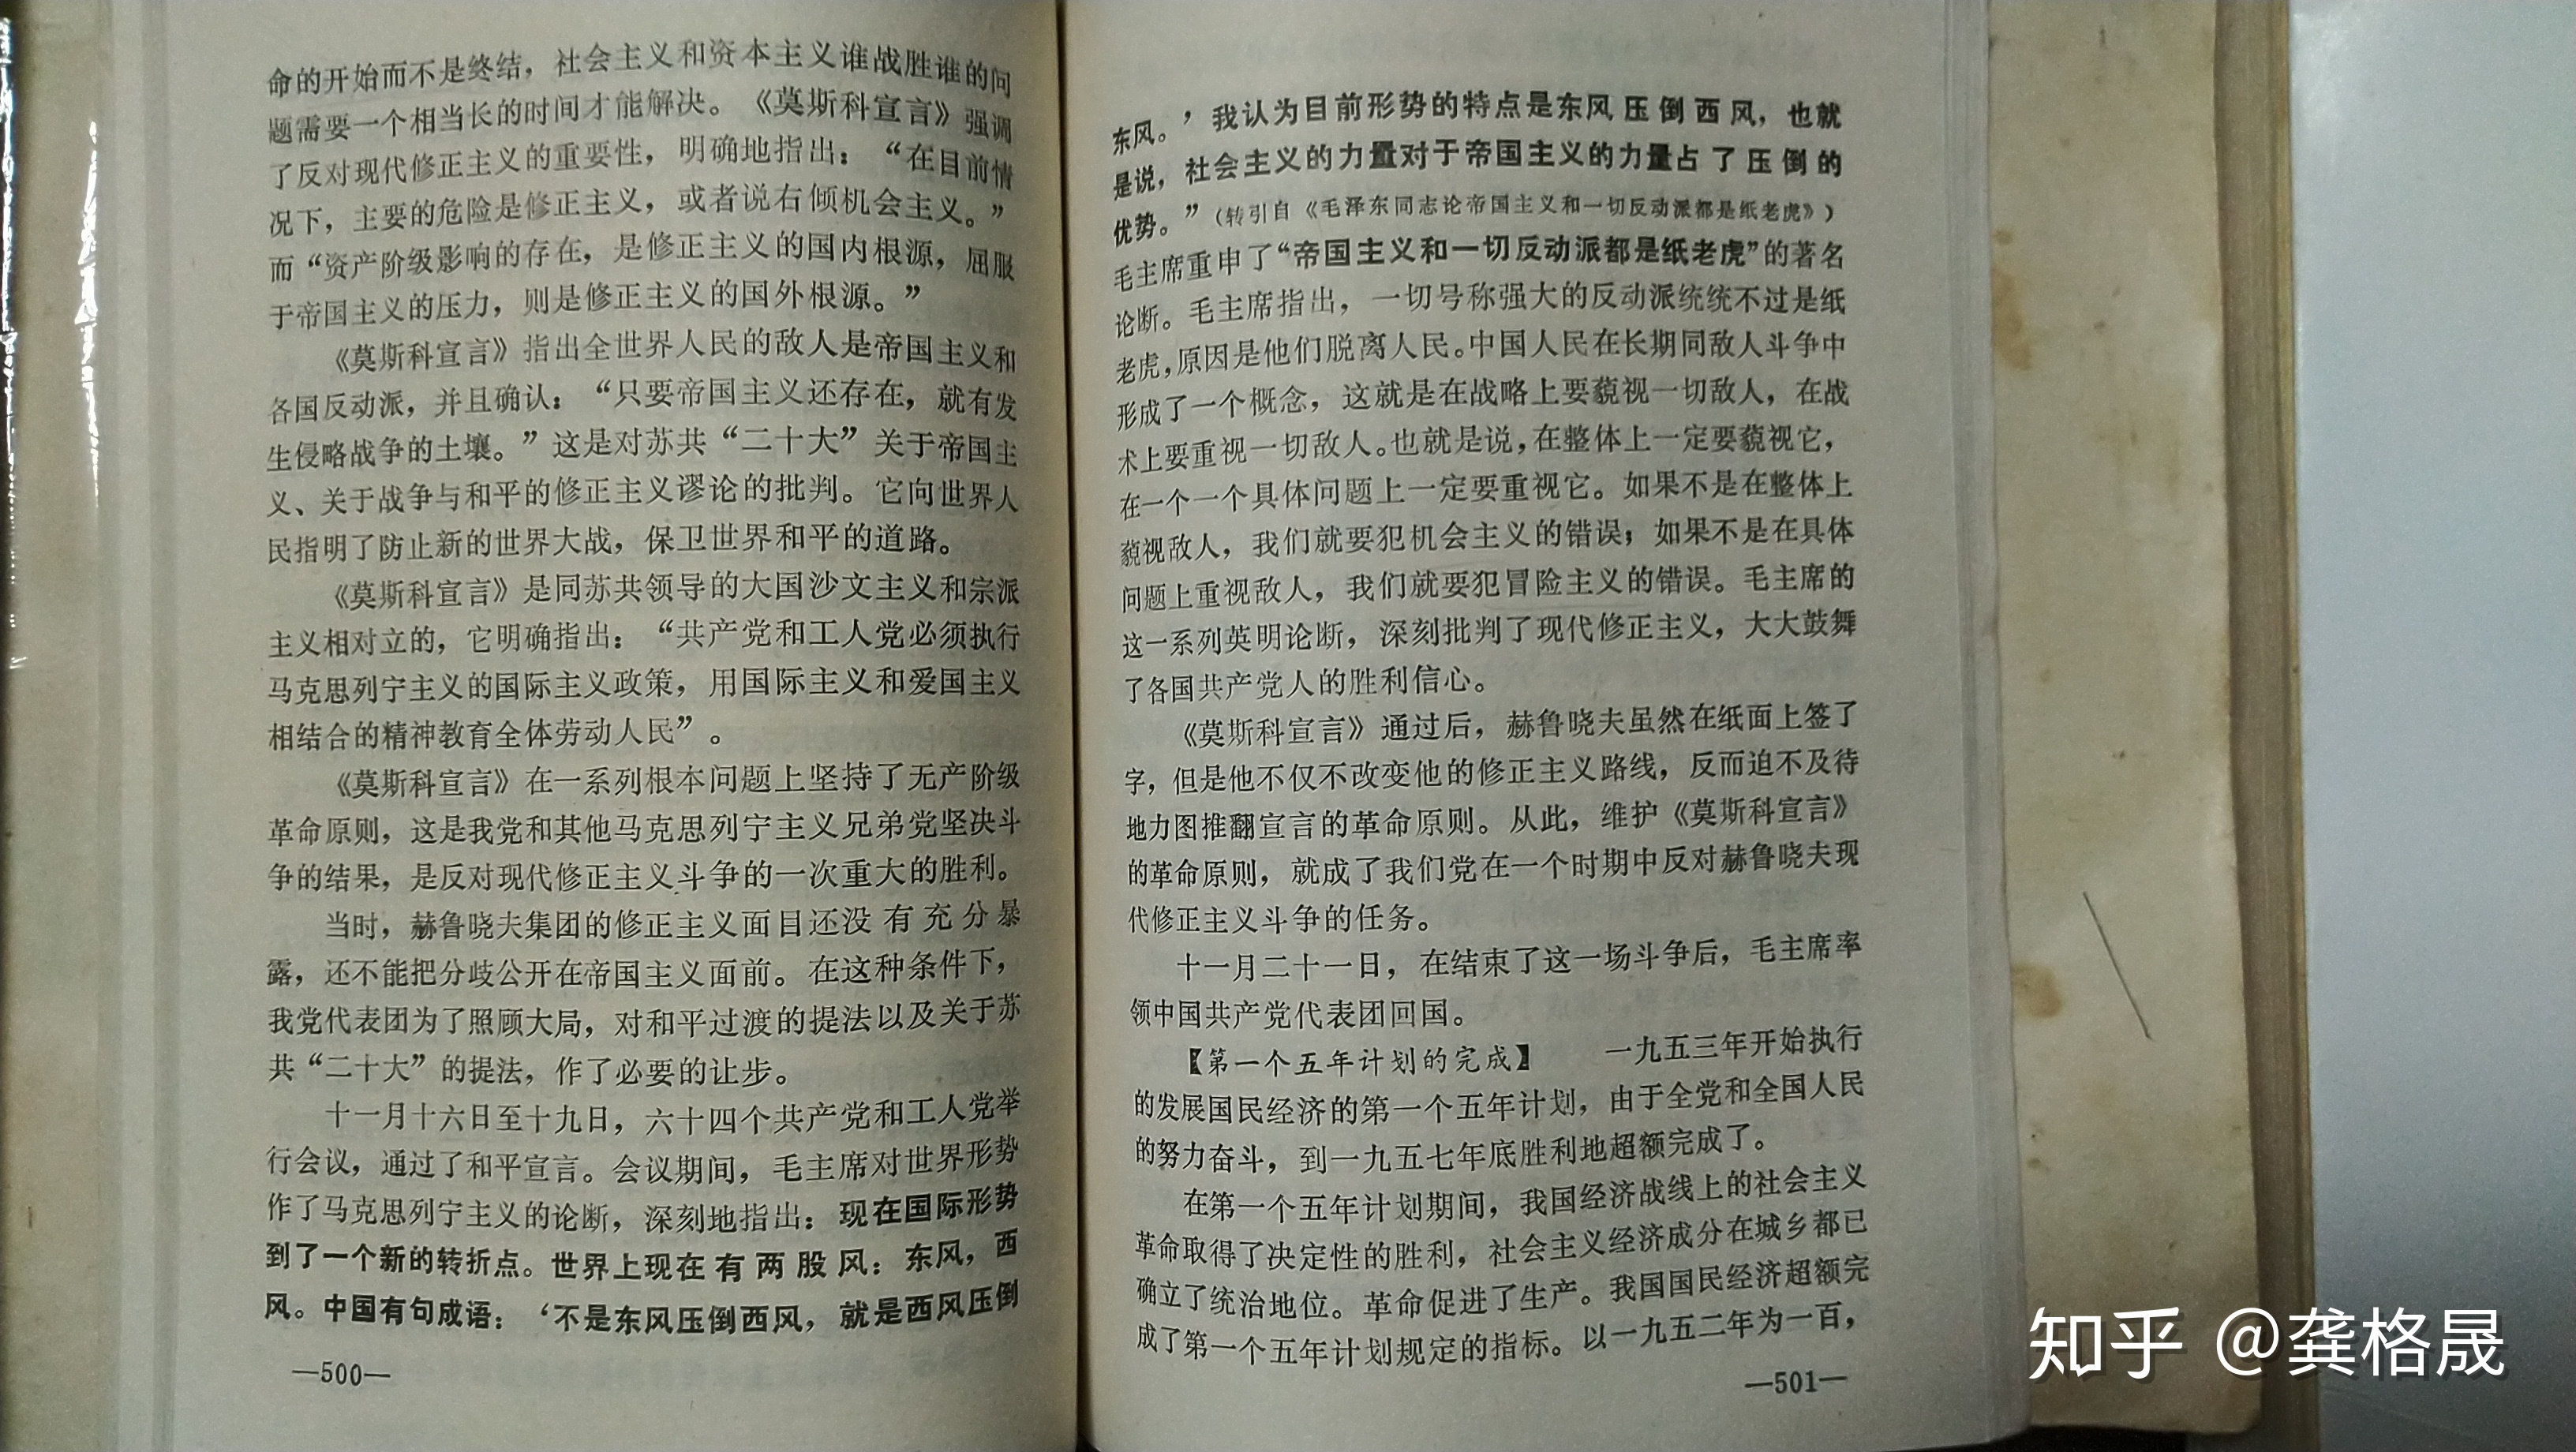 命的开始而不是终结，社会主义和资本主义谁战胜谁的问
题需要一个相当长的时间才能解决。《莫斯科宣言》强调
了反对现代修正主义的重要性，明确地指出：“在目前情
况下，主要的危险是修正主义，或者说右倾机会主义。”
而“资产阶级影响的存在，是修正主义的国内根源，屈服
于帝国主义的压力，则是修正主义的国外根源。”
《莫斯科宣言》指出全世界人民的敌人是帝国主义和
各国反动派，并且确认：“只要帝国主义还存在，就有发
生侵略战争的土壤。”这是对苏共“二十大”关于帝国主
义、关于战争与和平的修正主义谬论的批判。它向世界人
民指明了防止新的世界大战，保卫世界和平的道路。
《莫斯科宣言》是同苏共领导的大国沙文主义和宗派
主义相对立的，它明确指出：“共产党和工人党必须执行
马克思列宁主义的国际主义政策，用国际主义和爱国主义
相结合的精神教育全体劳动人民”。
《莫斯科宣言》在一系列根本问题上坚持了无产阶级
革命原则，这是我党和其他马克思列宁主义兄弟党坚决斗
争的结果，是反对现代修正主义斗争的一次重大的胜利。
当时，赫鲁晓夫集团的修正主义面目还没有充分暴
露，还不能把分歧公开在帝国主义面前。在这种条件下，
我党代表团为了照顾大局，对和平过渡的提法以及关于苏
共“二十大”的提法，作了必要的让步。
十一月十六日至十九日，六十四个共产党和工人党举
行会议，通过了和平宣言。会议期间，毛主席对世界形势
作了马克思列宁主义的论断，深刻地指出：现在国际形势
到了一个新的转折点。世界上现在有两股风：东风，西
风。中国有句成语：‘不是东风压倒西风，就是西风压倒
—500—
东风。’我认为目前形势的特点是东风压倒西风，也就
是说，社会主义的力量对于帝国主义的力量占了压倒的
优势。”（转引自《毛泽东同志论帝国主义和一切反动派都是纸老虎》）
毛主席重申了“帝国主义和一切反动派都是纸老虎”的著名
论断。毛主席指出，一切号称强大的反动派统统不过是纸
老虎，原因是他们脱离人民。中国人民在长期同敌人斗争中
形成了一个概念，这就是在战略上要藐视一切敌人，在战
术上要重视一切敌人。也就是说，在整体上一定要藐视它，
在一个一个具体问题上一定要重视它。如果不是在整体上
藐视敌人，我们就要犯机会主义的错误；如果不是在具体
问题上重视敌人，我们就要犯冒险主义的错误。毛主席的
这一系列英明论断，深刻批判了现代修正主义，大大鼓舞
了各国共产党人的胜利信心。
《莫斯科宣言》通过后，赫鲁晓夫虽然在纸面上签了
字，但是他不仅不改变他的修正主义路线，反而迫不及待
地力图推翻宣言的革命原则。从此，维护《莫斯科宣言》
的革命原则，就成了我们党在一个时期中反对赫鲁晓夫现
代修正主义斗争的任务。
十一月二十一日，在结束了这一场斗争后，毛主席率
领中国共产党代表团回国。
【第一个五年计划的完成】 一九五三年开始执行
的发展国民经济的第一个五年计划，由于全党和全国人民
的努力奋斗，到一九五七年底胜利地超额完成了。
在第一个五年计划期间，我国经济战线上的社会主义
革命取得了决定性的胜利，社会主义经济成分在城乡都已
确立了统治地位。革命促进了生产。我国国民经济超额完
成了第一个五年计划规定的指标。以一九五二年为一百，
—501—
知乎 @龚格晟